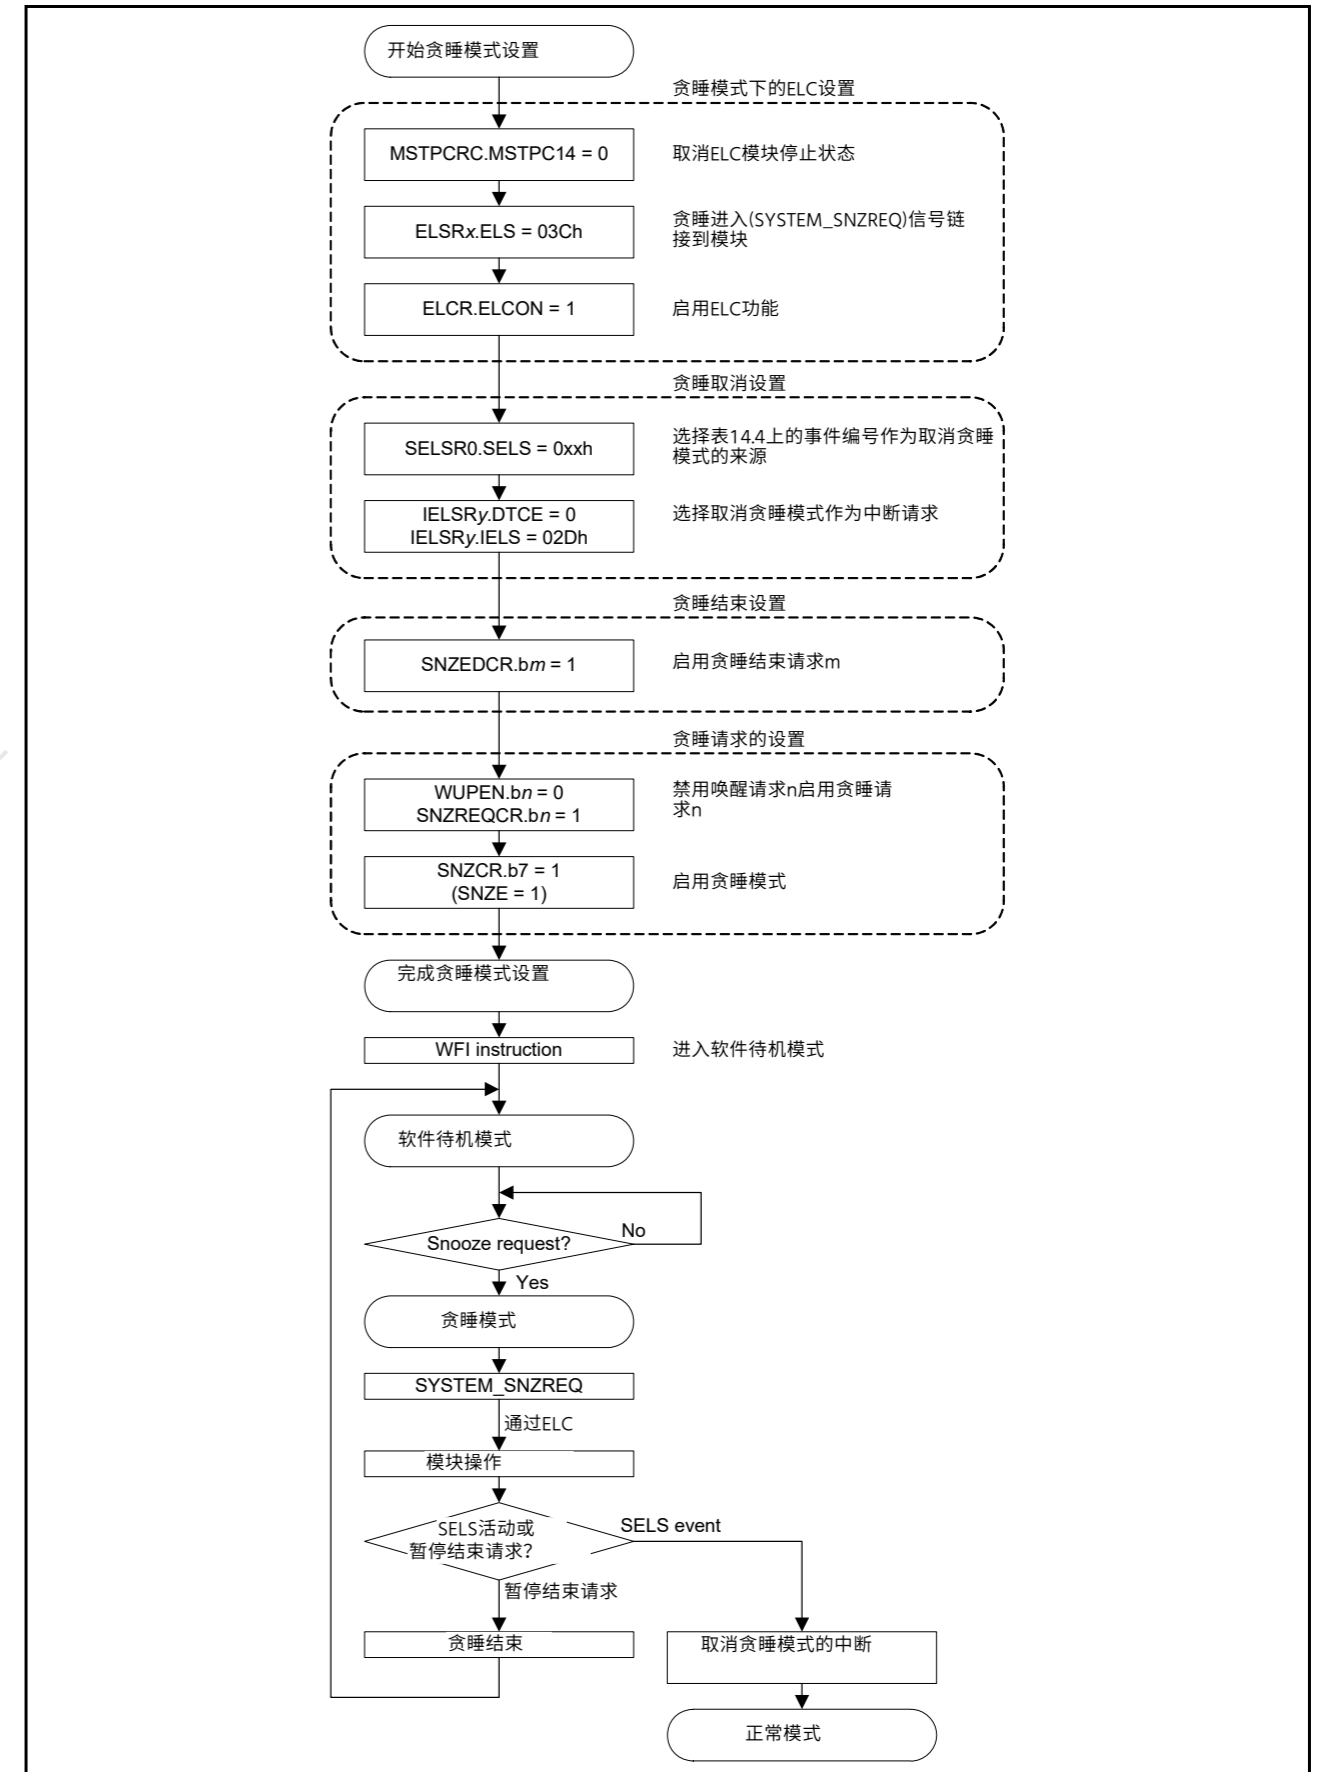 开始贪睡模式设置
贪睡模式下的ELC设置
MSTPCRC.MSTPC14 = 0
取消ELC模块停止状态
ELSRx.ELS = 03Ch
贪睡进入(SYSTEM_SNZREQ)信号链
接到模块
ELCR.ELCON = 1
启用ELC功能
贪睡取消设置
SELSR0.SELS = 0xxh
选择表14.4上的事件编号作为取消贪睡
模式的来源
IELSRy.DTCE = 0
IELSRy.IELS = 02Dh
选择取消贪睡模式作为中断请求
贪睡结束设置
SNZEDCR.bm = 1
启用贪睡结束请求m
贪睡请求的设置
WUPEN.bn = 0
SNZREQCR.bn = 1
禁用唤醒请求n启用贪睡请
求n
SNZCR.b7 = 1
(SNZE = 1)
启用贪睡模式
完成贪睡模式设置
WFI instruction
进入软件待机模式
软件待机模式
Snooze request?
No
Yes
贪睡模式
SYSTEM_SNZREQ
通过ELC
模块操作
SELS活动或
暂停结束请求?
SELS event
暂停结束请求
贪睡结束
取消贪睡模式的中断
正常模式